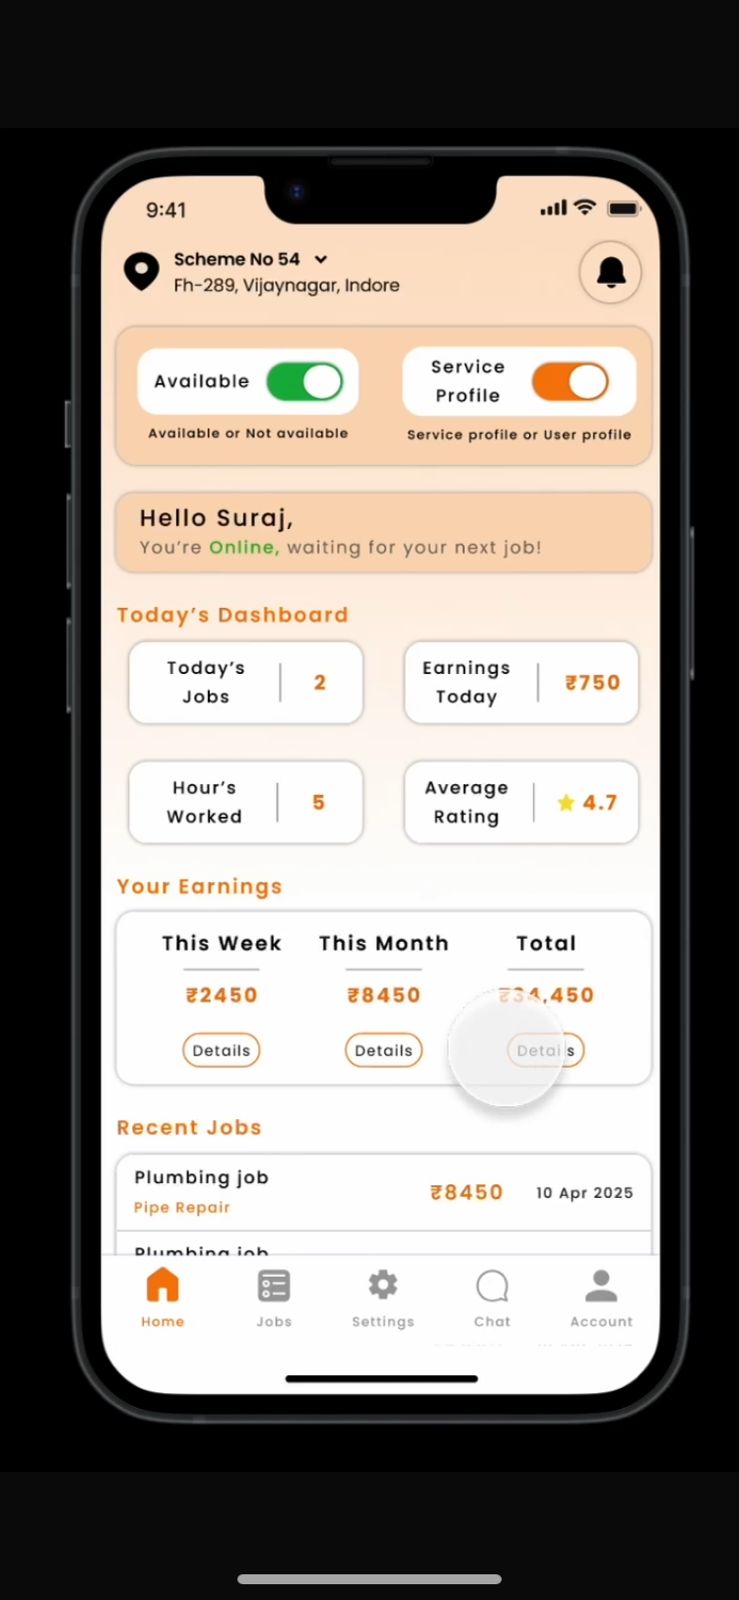 9:41
Scheme No 54
Fh-289, Vijaynagar, Indore
Available
Service
Profile
Available or Not available
Service profile or User profile
Hello Suraj,
You're Online, waiting for your next job!
Today's Dashboard
Today's
Jobs
2
Earnings
Today
₹750
Hour's
Worked
5
Average
Rating
4.7
Your Earnings
This Week
This Month
Total
₹2450
₹8450
₹34,450
Details
Details
Details
Recent Jobs
Plumbing job
₹8450
10 Apr 2025
Pipe Repair
Plumbing job
Home
Jobs
Settings
Chat
Account